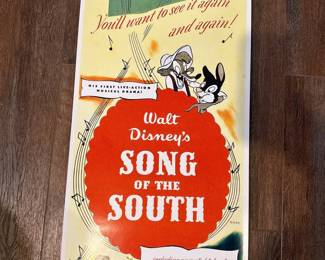 You'll want to see it again
and again!
HIS FIRST LIVE-ACTION
MUSICAL DRAMA!
Walt
Disney's
SONG
OF THE
SOUTH